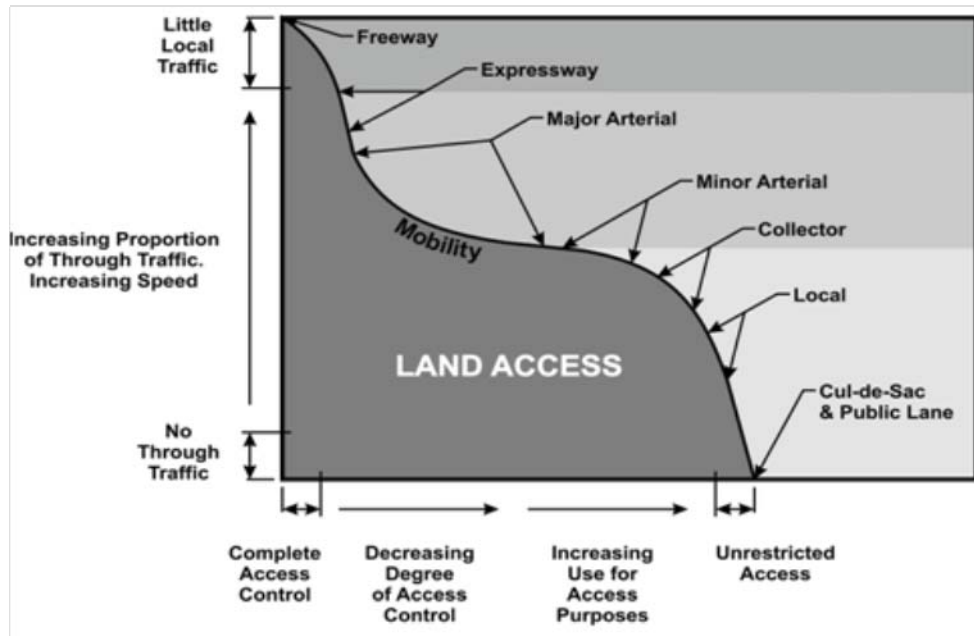 Little
Local
Traffic
Freeway
Expressway
Major Arterial
Minor Arterial
Collector
Local
Mobility
Increasing Proportion
of Through Traffic.
Increasing Speed
LAND ACCESS
Cul-de-Sac
& Public Lane
No
Through
Traffic
Complete
Access
Control
Decreasing
Degree
of Access
Control
Increasing
Use for
Access
Purposes
Unrestricted
Access